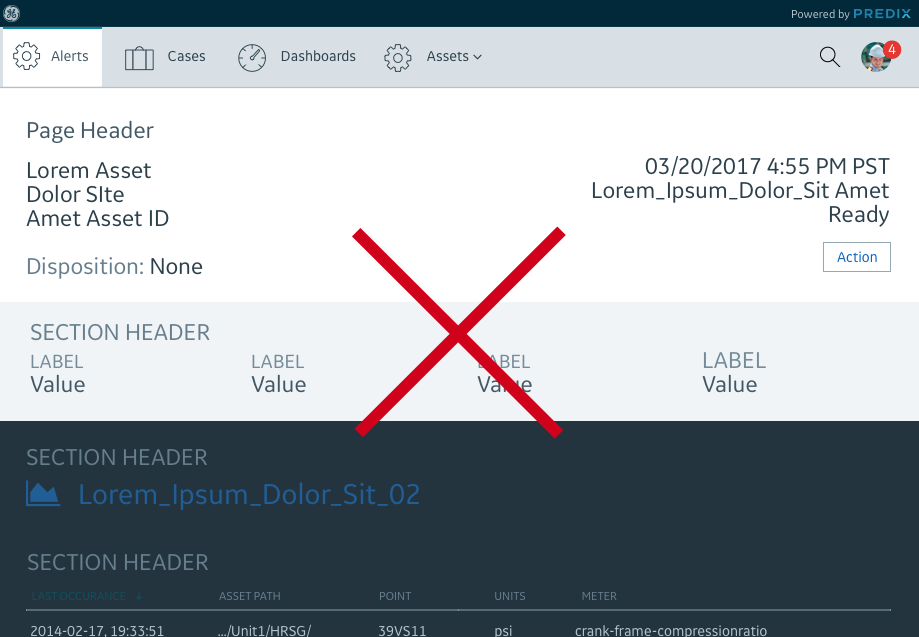 Powered by PREDIX
Alerts
Cases
Dashboards
Assets
4
Page Header
Lorem Asset
Dolor SIte
Amet Asset ID
03/20/2017 4:55 PM PST
Lorem_Ipsum_Dolor_Sit Amet
Ready
Disposition: None
Action
SECTION HEADER
LABEL LABEL LABEL LABEL
Value Value Value Value
SECTION HEADER
Lorem_Ipsum_Dolor_Sit_02
SECTION HEADER
LAST OCCURANCE ASSET PATH POINT UNITS METER
2014-02-17, 19:33:51 .../Unit1/HRSG/ 39VS11 psi crank-frame-compressionratio